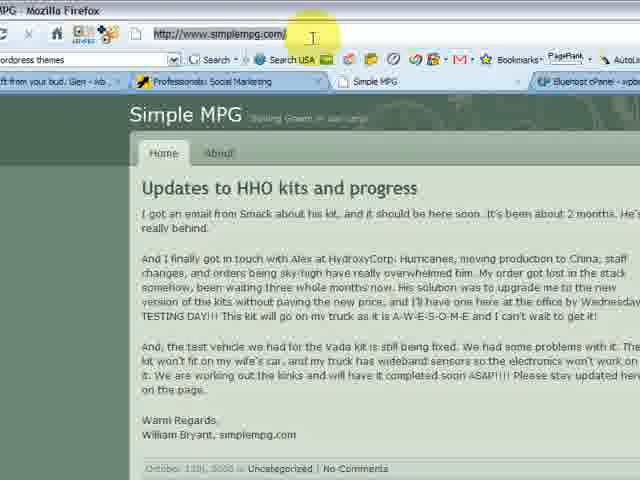 MPG - Mozilla Firefox
http://www.simplempg.com/
wordpress themes
Search
Search USA
Bookmarks
PageRank
ft from your bud, Glen - wb...
Professionals: Social Marketing
Simple MPG
Bluehost cPanel - wpbe
Simple MPG
Home
About
Updates to HHO kits and progress
I got an email from Smack about his kit, and it should be here soon. It's been about 2 months. He's
really behind.
And I finally got in touch with Alex at HydroxyCorp. Hurricanes, moving production to China, staff
changes, and orders being sky-high have really overwhelmed him. My order got lost in the stack
somehow, been waiting three whole months now. His solution was to upgrade me to the new
version of the kits without paying the new price, and I'll have one here at the office by Wednesday
TESTING DAY!!! This kit will go on my truck as it is A-W-E-S-O-M-E and I can't wait to get it!
And, the test vehicle we had for the Vada kit is still being fixed. We had some problems with it. The
kit won't fit on my wife's car, and my truck has wideband sensors so the electronics won't work on
it. We are working out the kinks and will have it completed soon ASAP!!!! Please stay updated here
on the page.
Warm Regards,
William Bryant, simplempg.com
October 13th, 2008 in Uncategorized | No Comments